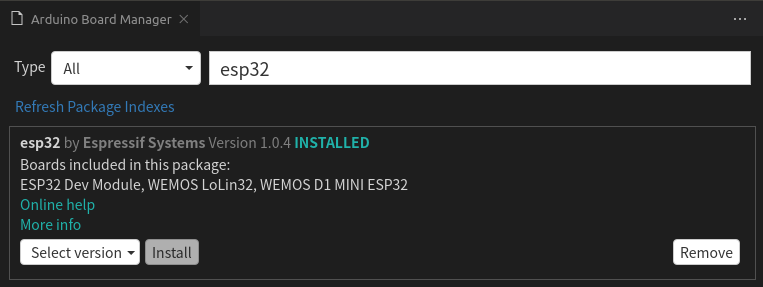 Arduino Board Manager
Type All esp32
Refresh Package Indexes
esp32 by Espressif Systems Version 1.0.4 INSTALLED
Boards included in this package:
ESP32 Dev Module, WEMOS LoLin32, WEMOS D1 MINI ESP32
Online help
More info
Select version Install Remove